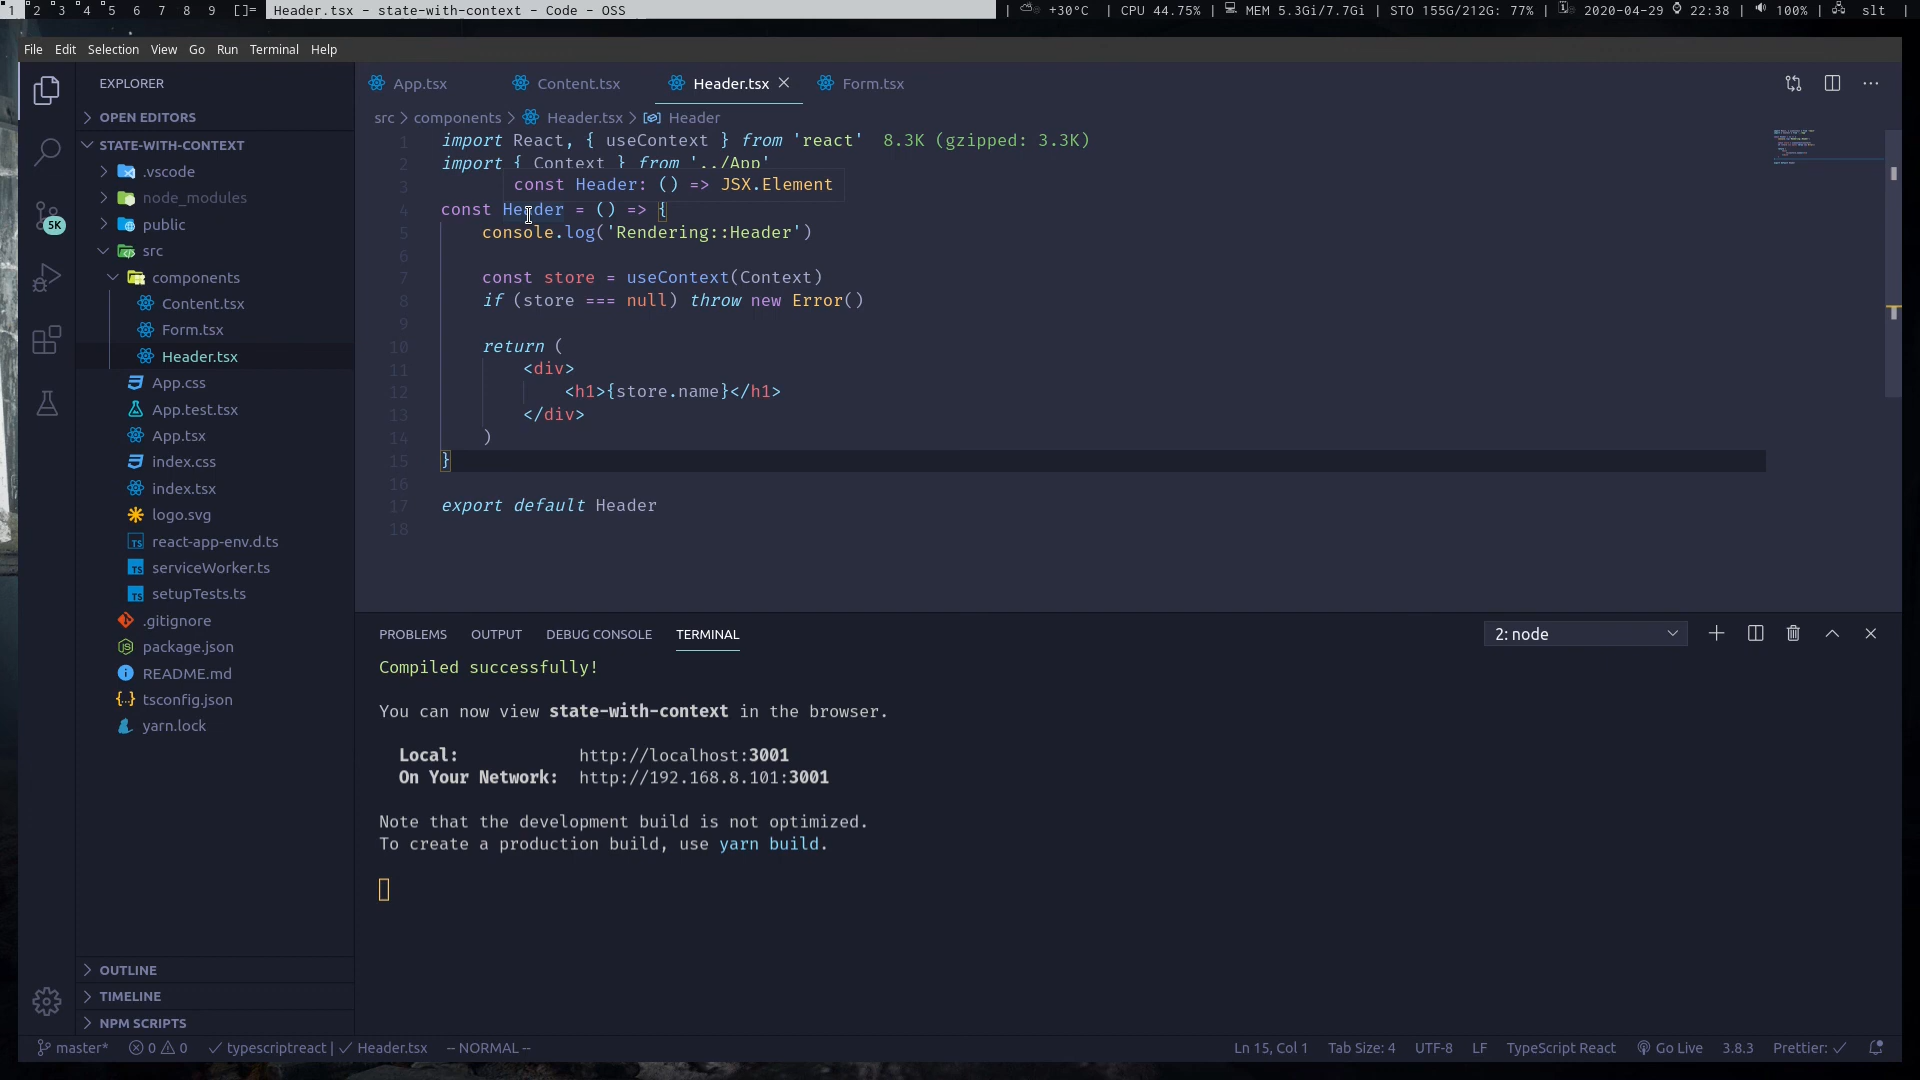 1 2 3 4 5 6 7 8 9 []= Header.tsx - state-with-context - Code - OSS | +30°C | CPU 44.75% | MEM 5.3Gi/7.7Gi | STO 155G/212G: 77% | 2020-04-29 22:38 | 100% | slt |
File Edit Selection View Go Run Terminal Help
EXPLORER
OPEN EDITORS
STATE-WITH-CONTEXT
.vscode
node_modules
public
src
components
Content.tsx
Form.tsx
Header.tsx
App.css
App.test.tsx
App.tsx
index.css
index.tsx
logo.svg
react-app-env.d.ts
serviceWorker.ts
setupTests.ts
.gitignore
package.json
README.md
tsconfig.json
yarn.lock
OUTLINE
TIMELINE
NPM SCRIPTS
5K
App.tsx Content.tsx Header.tsx Form.tsx
src > components > Header.tsx > Header
1 import React, { useContext } from 'react' 8.3K (gzipped: 3.3K)
2 import { Context } from '../App'
3
const Header: () => JSX.Element
4 const Header = () => {
5 console.log('Rendering::Header')
6
7 const store = useContext(Context)
8 if (store === null) throw new Error()
9
10 return (
11 <div>
12 <h1>{store.name}</h1>
13 </div>
14 )
15 }
16
17 export default Header
18
PROBLEMS OUTPUT DEBUG CONSOLE TERMINAL 2: node
Compiled successfully!
You can now view state-with-context in the browser.
Local: http://localhost:3001
On Your Network: http://192.168.8.101:3001
Note that the development build is not optimized.
To create a production build, use yarn build.
master* 0 0 typescriptreact | Header.tsx -- NORMAL -- Ln 15, Col 1 Tab Size: 4 UTF-8 LF TypeScript React Go Live 3.8.3 Prettier: ✓